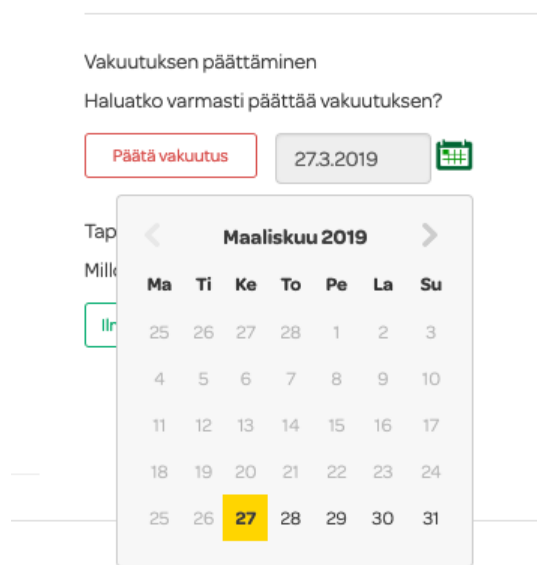 Vakuutuksen päättäminen
Haluatko varmasti päättää vakuutuksen?
Päätä vakuutus
27.3.2019
Maaliskuu 2019
Ma Ti Ke To Pe La Su
25 26 27 28 1 2 3
4 5 6 7 8 9 10
11 12 13 14 15 16 17
18 19 20 21 22 23 24
25 26 27 28 29 30 31